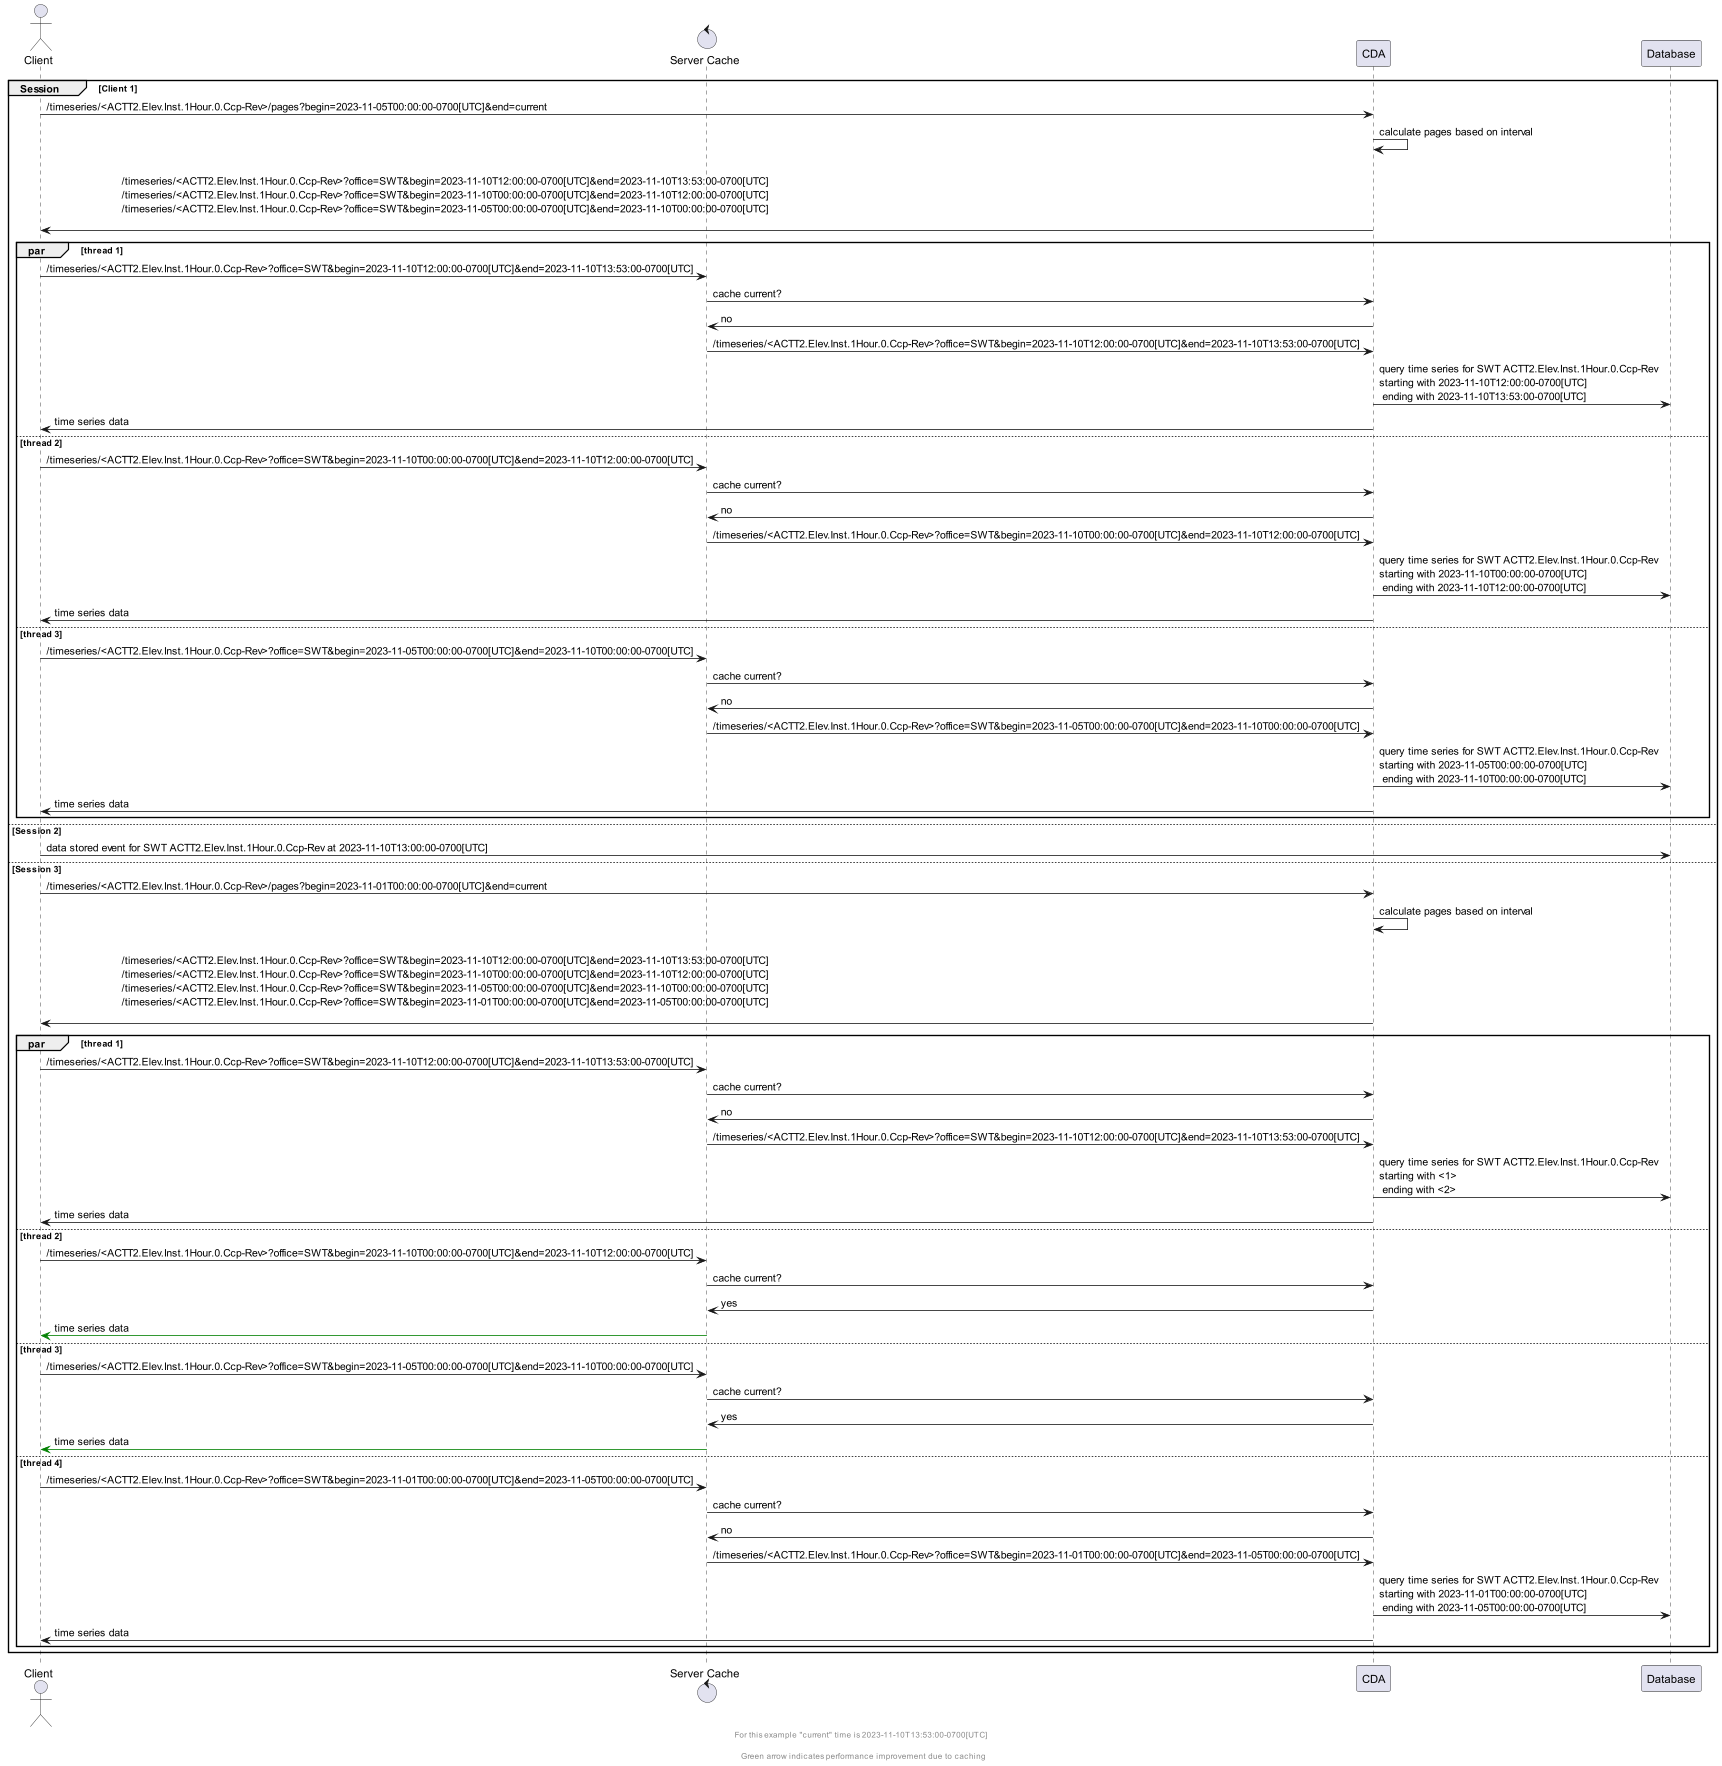 Client
Server Cache
CDA
Database
Session
[Client 1]
/timeseries/<ACTT2.Elev.Inst.1Hour.0.Ccp-Rev>/pages?begin=2023-11-05T00:00:00-0700[UTC]&end=current
calculate pages based on interval
/timeseries/<ACTT2.Elev.Inst.1Hour.0.Ccp-Rev>?office=SWT&begin=2023-11-10T12:00:00-0700[UTC]&end=2023-11-10T13:53:00-0700[UTC]
/timeseries/<ACTT2.Elev.Inst.1Hour.0.Ccp-Rev>?office=SWT&begin=2023-11-10T00:00:00-0700[UTC]&end=2023-11-10T12:00:00-0700[UTC]
/timeseries/<ACTT2.Elev.Inst.1Hour.0.Ccp-Rev>?office=SWT&begin=2023-11-05T00:00:00-0700[UTC]&end=2023-11-10T00:00:00-0700[UTC]
par
[thread 1]
/timeseries/<ACTT2.Elev.Inst.1Hour.0.Ccp-Rev>?office=SWT&begin=2023-11-10T12:00:00-0700[UTC]&end=2023-11-10T13:53:00-0700[UTC]
cache current?
no
/timeseries/<ACTT2.Elev.Inst.1Hour.0.Ccp-Rev>?office=SWT&begin=2023-11-10T12:00:00-0700[UTC]&end=2023-11-10T13:53:00-0700[UTC]
query time series for SWT ACTT2.Elev.Inst.1Hour.0.Ccp-Rev
starting with 2023-11-10T12:00:00-0700[UTC]
ending with 2023-11-10T13:53:00-0700[UTC]
time series data
[thread 2]
/timeseries/<ACTT2.Elev.Inst.1Hour.0.Ccp-Rev>?office=SWT&begin=2023-11-10T00:00:00-0700[UTC]&end=2023-11-10T12:00:00-0700[UTC]
cache current?
no
/timeseries/<ACTT2.Elev.Inst.1Hour.0.Ccp-Rev>?office=SWT&begin=2023-11-10T00:00:00-0700[UTC]&end=2023-11-10T12:00:00-0700[UTC]
query time series for SWT ACTT2.Elev.Inst.1Hour.0.Ccp-Rev
starting with 2023-11-10T00:00:00-0700[UTC]
ending with 2023-11-10T12:00:00-0700[UTC]
time series data
[thread 3]
/timeseries/<ACTT2.Elev.Inst.1Hour.0.Ccp-Rev>?office=SWT&begin=2023-11-05T00:00:00-0700[UTC]&end=2023-11-10T00:00:00-0700[UTC]
cache current?
no
/timeseries/<ACTT2.Elev.Inst.1Hour.0.Ccp-Rev>?office=SWT&begin=2023-11-05T00:00:00-0700[UTC]&end=2023-11-10T00:00:00-0700[UTC]
query time series for SWT ACTT2.Elev.Inst.1Hour.0.Ccp-Rev
starting with 2023-11-05T00:00:00-0700[UTC]
ending with 2023-11-10T00:00:00-0700[UTC]
time series data
[Session 2]
data stored event for SWT ACTT2.Elev.Inst.1Hour.0.Ccp-Rev at 2023-11-10T13:00:00-0700[UTC]
[Session 3]
/timeseries/<ACTT2.Elev.Inst.1Hour.0.Ccp-Rev>/pages?begin=2023-11-01T00:00:00-0700[UTC]&end=current
calculate pages based on interval
/timeseries/<ACTT2.Elev.Inst.1Hour.0.Ccp-Rev>?office=SWT&begin=2023-11-10T12:00:00-0700[UTC]&end=2023-11-10T13:53:00-0700[UTC]
/timeseries/<ACTT2.Elev.Inst.1Hour.0.Ccp-Rev>?office=SWT&begin=2023-11-10T00:00:00-0700[UTC]&end=2023-11-10T12:00:00-0700[UTC]
/timeseries/<ACTT2.Elev.Inst.1Hour.0.Ccp-Rev>?office=SWT&begin=2023-11-05T00:00:00-0700[UTC]&end=2023-11-10T00:00:00-0700[UTC]
/timeseries/<ACTT2.Elev.Inst.1Hour.0.Ccp-Rev>?office=SWT&begin=2023-11-01T00:00:00-0700[UTC]&end=2023-11-05T00:00:00-0700[UTC]
par
[thread 1]
/timeseries/<ACTT2.Elev.Inst.1Hour.0.Ccp-Rev>?office=SWT&begin=2023-11-10T12:00:00-0700[UTC]&end=2023-11-10T13:53:00-0700[UTC]
cache current?
no
/timeseries/<ACTT2.Elev.Inst.1Hour.0.Ccp-Rev>?office=SWT&begin=2023-11-10T12:00:00-0700[UTC]&end=2023-11-10T13:53:00-0700[UTC]
query time series for SWT ACTT2.Elev.Inst.1Hour.0.Ccp-Rev
starting with <1>
ending with <2>
time series data
[thread 2]
/timeseries/<ACTT2.Elev.Inst.1Hour.0.Ccp-Rev>?office=SWT&begin=2023-11-10T00:00:00-0700[UTC]&end=2023-11-10T12:00:00-0700[UTC]
cache current?
yes
time series data
[thread 3]
/timeseries/<ACTT2.Elev.Inst.1Hour.0.Ccp-Rev>?office=SWT&begin=2023-11-05T00:00:00-0700[UTC]&end=2023-11-10T00:00:00-0700[UTC]
cache current?
yes
time series data
[thread 4]
/timeseries/<ACTT2.Elev.Inst.1Hour.0.Ccp-Rev>?office=SWT&begin=2023-11-01T00:00:00-0700[UTC]&end=2023-11-05T00:00:00-0700[UTC]
cache current?
no
/timeseries/<ACTT2.Elev.Inst.1Hour.0.Ccp-Rev>?office=SWT&begin=2023-11-01T00:00:00-0700[UTC]&end=2023-11-05T00:00:00-0700[UTC]
query time series for SWT ACTT2.Elev.Inst.1Hour.0.Ccp-Rev
starting with 2023-11-01T00:00:00-0700[UTC]
ending with 2023-11-05T00:00:00-0700[UTC]
time series data
Client
Server Cache
CDA
Database
For this example "current" time is 2023-11-10T13:53:00-0700[UTC]
Green arrow indicates performance improvement due to caching